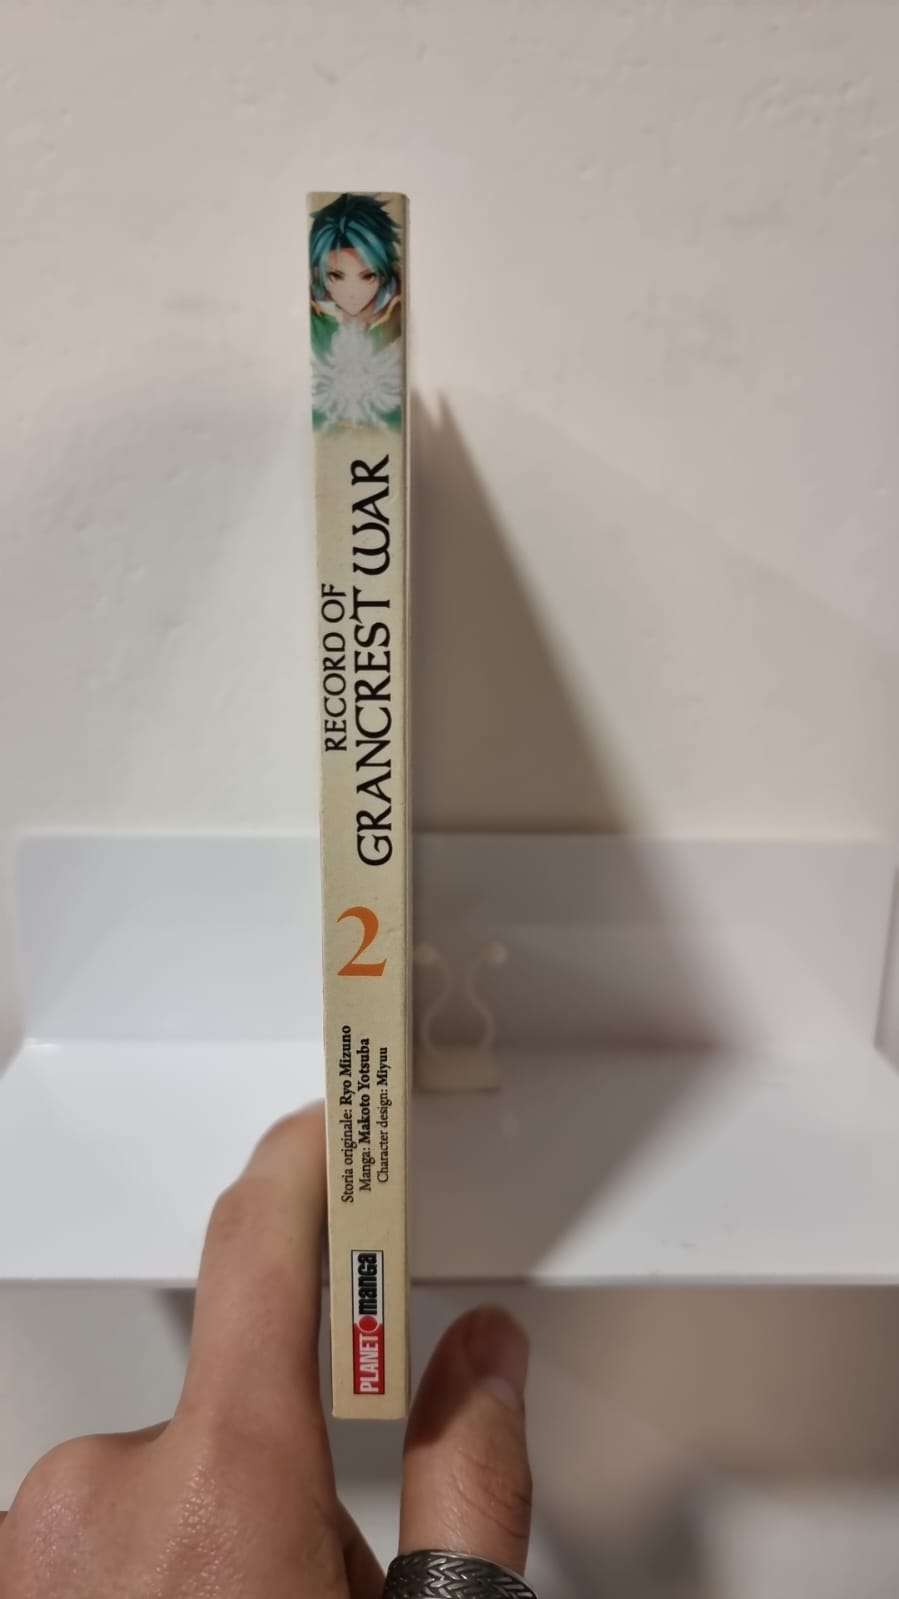 RECORD OF
GRANCREST WAR
2
Storia originale: Ryo Mizuno
Manga: Makoto Yotsuba
Character design: Miyuu
PLANET manga